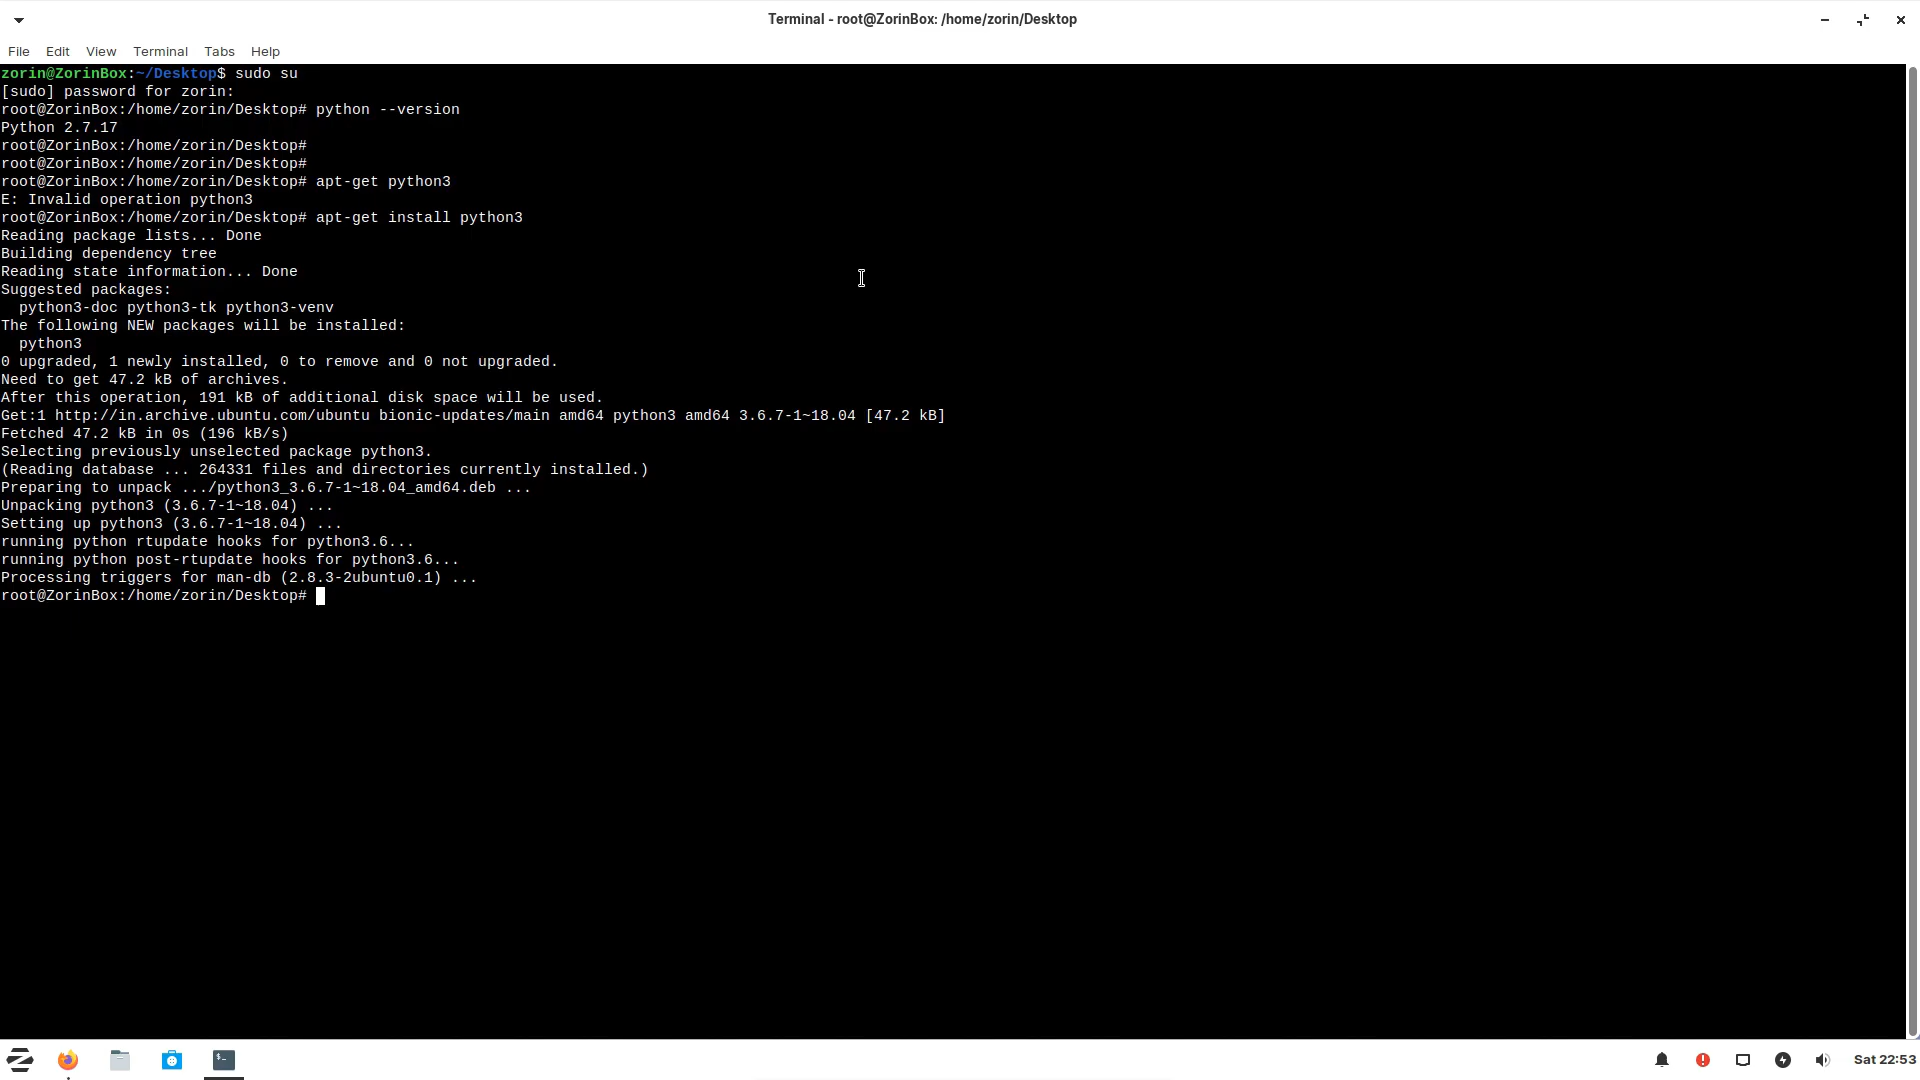 Terminal - root@ZorinBox: /home/zorin/Desktop
File Edit View Terminal Tabs Help
zorin@ZorinBox:~/Desktop$ sudo su
[sudo] password for zorin:
root@ZorinBox:/home/zorin/Desktop# python --version
Python 2.7.17
root@ZorinBox:/home/zorin/Desktop#
root@ZorinBox:/home/zorin/Desktop#
root@ZorinBox:/home/zorin/Desktop# apt-get python3
E: Invalid operation python3
root@ZorinBox:/home/zorin/Desktop# apt-get install python3
Reading package lists... Done
Building dependency tree
Reading state information... Done
Suggested packages:
  python3-doc python3-tk python3-venv
The following NEW packages will be installed:
  python3
0 upgraded, 1 newly installed, 0 to remove and 0 not upgraded.
Need to get 47.2 kB of archives.
After this operation, 191 kB of additional disk space will be used.
Get:1 http://in.archive.ubuntu.com/ubuntu bionic-updates/main amd64 python3 amd64 3.6.7-1~18.04 [47.2 kB]
Fetched 47.2 kB in 0s (196 kB/s)
Selecting previously unselected package python3.
(Reading database ... 264331 files and directories currently installed.)
Preparing to unpack .../python3_3.6.7-1~18.04_amd64.deb ...
Unpacking python3 (3.6.7-1~18.04) ...
Setting up python3 (3.6.7-1~18.04) ...
running python rtupdate hooks for python3.6...
running python post-rtupdate hooks for python3.6...
Processing triggers for man-db (2.8.3-2ubuntu0.1) ...
root@ZorinBox:/home/zorin/Desktop#
Sat 22:53